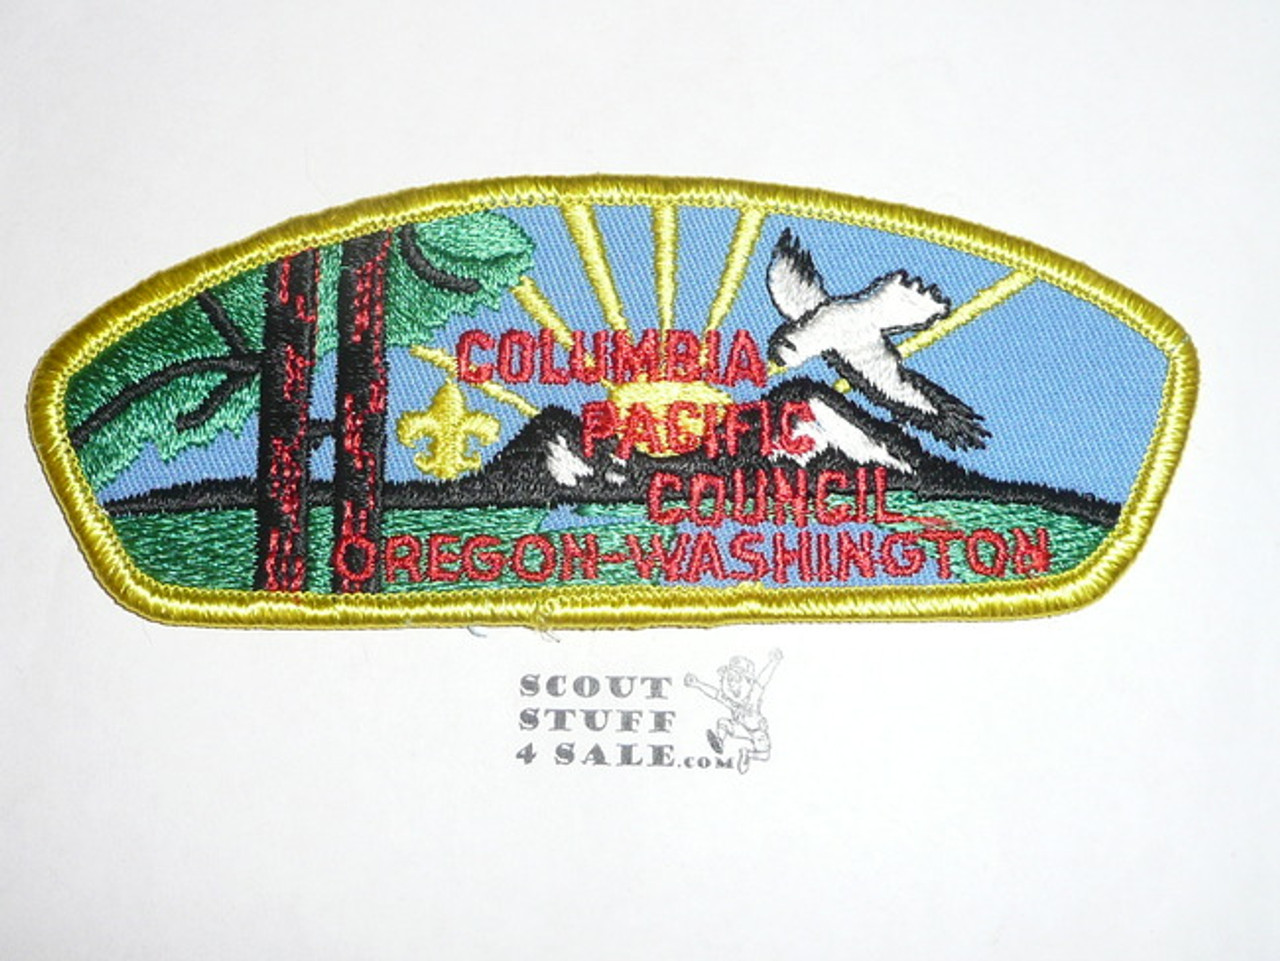 COLUMBIA
PACIFIC
COUNCIL
OREGON-WASHINGTON
SCOUT
STUFF
4 SALE.COM